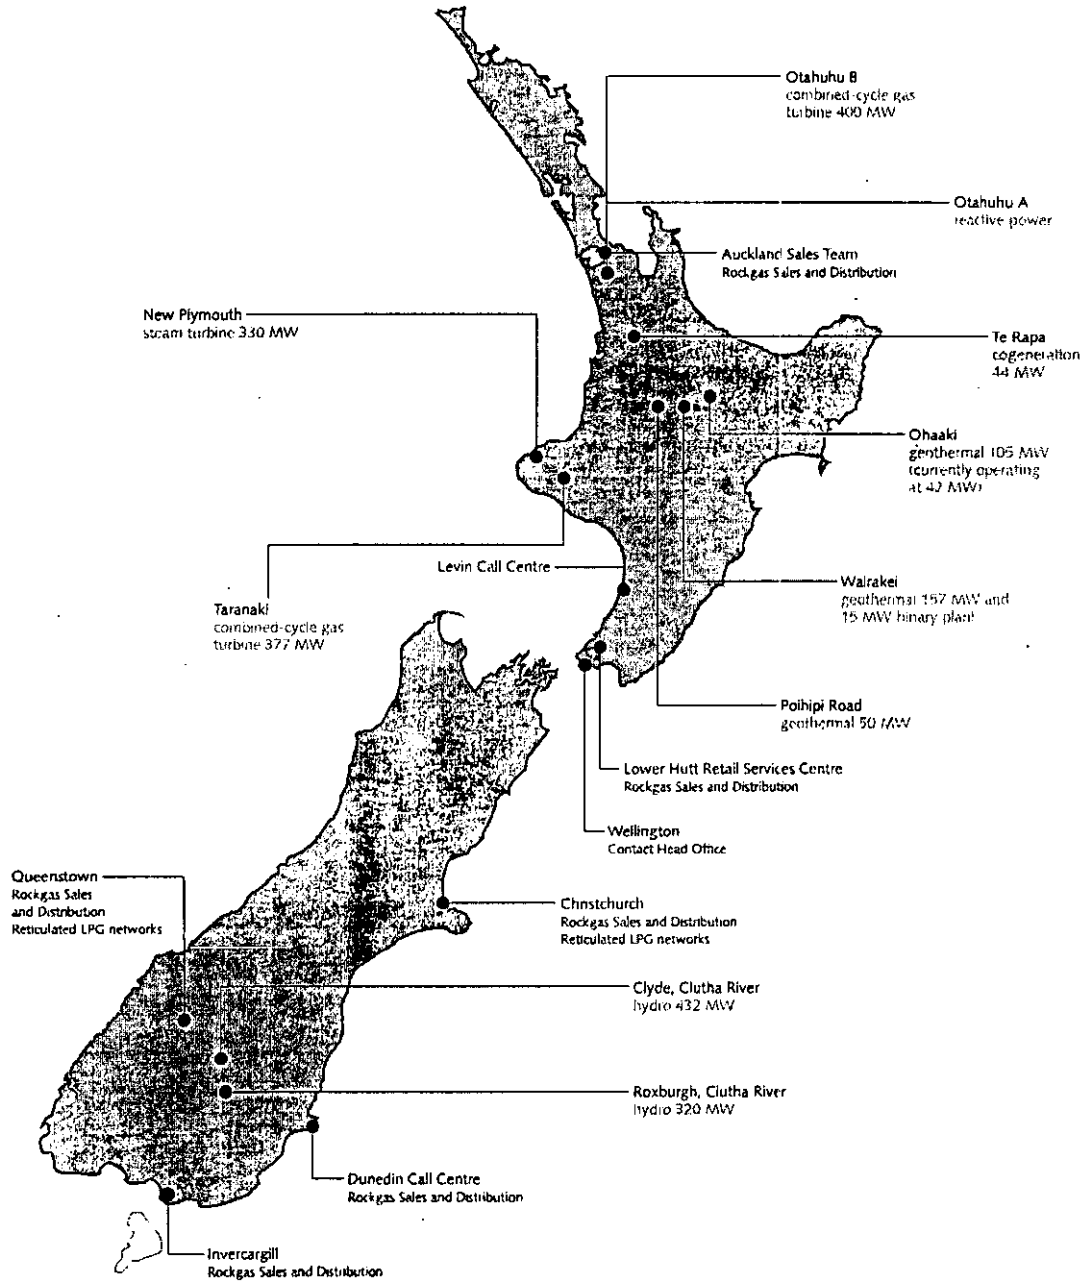 Otahuhu B
combined-cycle gas
turbine 400 MW
Otahuhu A
reactive power
Auckland Sales Team
Rockgas Sales and Distribution
New Plymouth
steam turbine 330 MW
Te Rapa
cogeneration
44 MW
Ohaaki
geothermal 105 MW
(currently operating
at 42 MW)
Levin Call Centre
Wairakei
geothermal 157 MW and
15 MW binary plant
Taranaki
combined-cycle gas
turbine 377 MW
Poihipi Road
geothermal 50 MW
Lower Hutt Retail Services Centre
Rockgas Sales and Distribution
Wellington
Contact Head Office
Queenstown
Rockgas Sales
and Distribution
Reticulated LPG networks
Christchurch
Rockgas Sales and Distribution
Reticulated LPG networks
Clyde, Clutha River
hydro 432 MW
Roxburgh, Clutha River
hydro 320 MW
Dunedin Call Centre
Rockgas Sales and Distribution
Invercargill
Rockgas Sales and Distribution